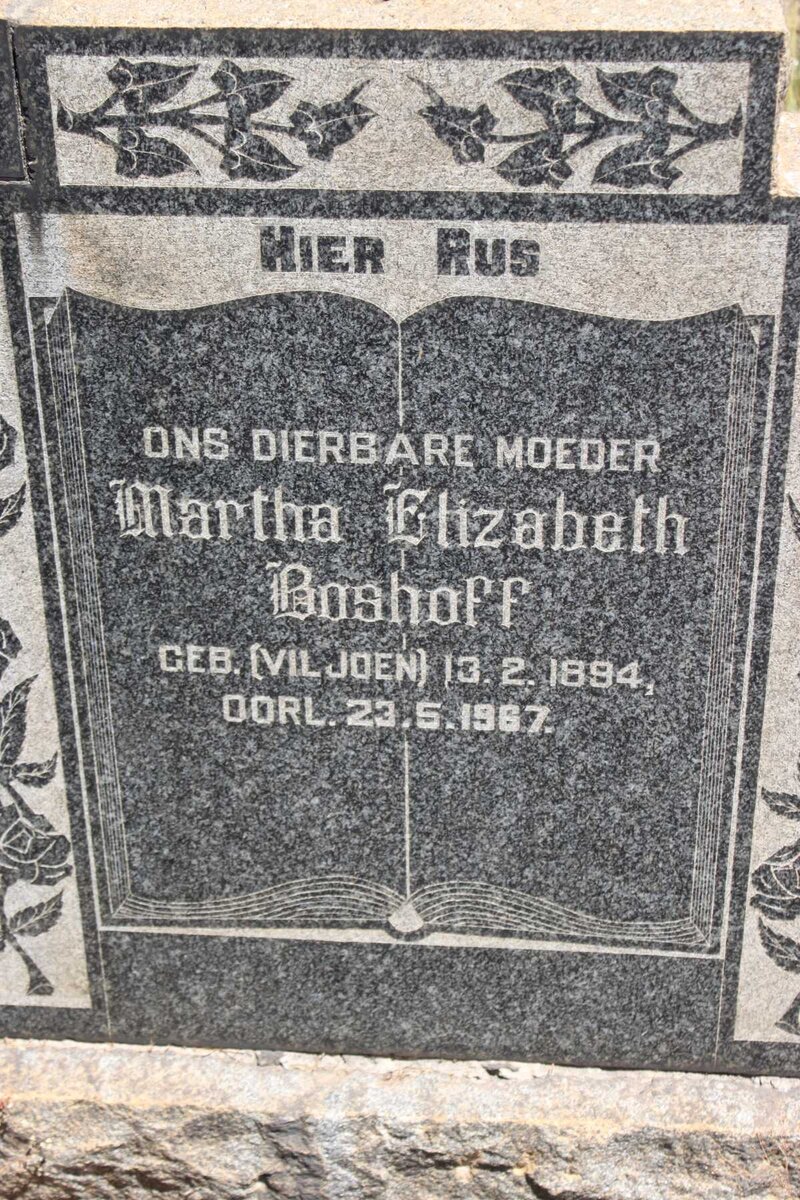 HIER RUS
ONS DIERBARE MOEDER
Martha Elizabeth
Boshoff
GEB. (VILJOEN) 13. 2. 1894,
OORL. 23.5.1967.